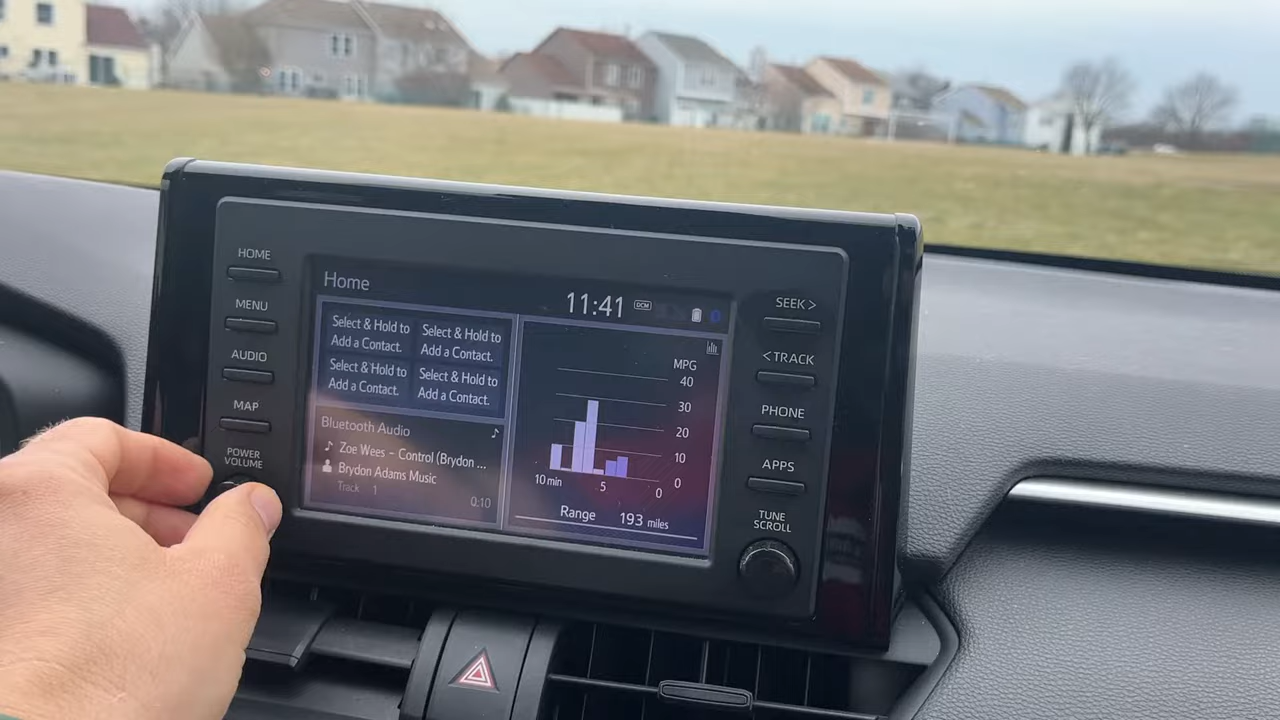 HOME
MENU
AUDIO
MAP
POWER
VOLUME
Home
11:41
DCM
Select & Hold to
Add a Contact.
Select & Hold to
Add a Contact.
Select & Hold to
Add a Contact.
Select & Hold to
Add a Contact.
Bluetooth Audio
Zoe Wees - Control (Brydon ...
Brydon Adams Music
Track 1
0:10
MPG
40
30
20
10
0
10 min
5
0
Range 193 miles
SEEK >
< TRACK
PHONE
APPS
TUNE
SCROLL